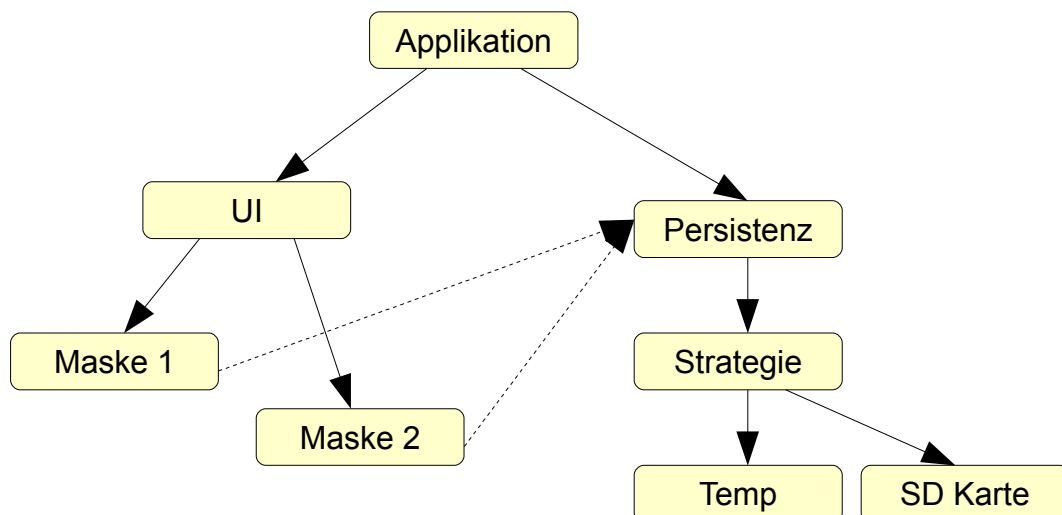 Applikation
UI
Persistenz
Maske 1
Strategie
Maske 2
Temp
SD Karte